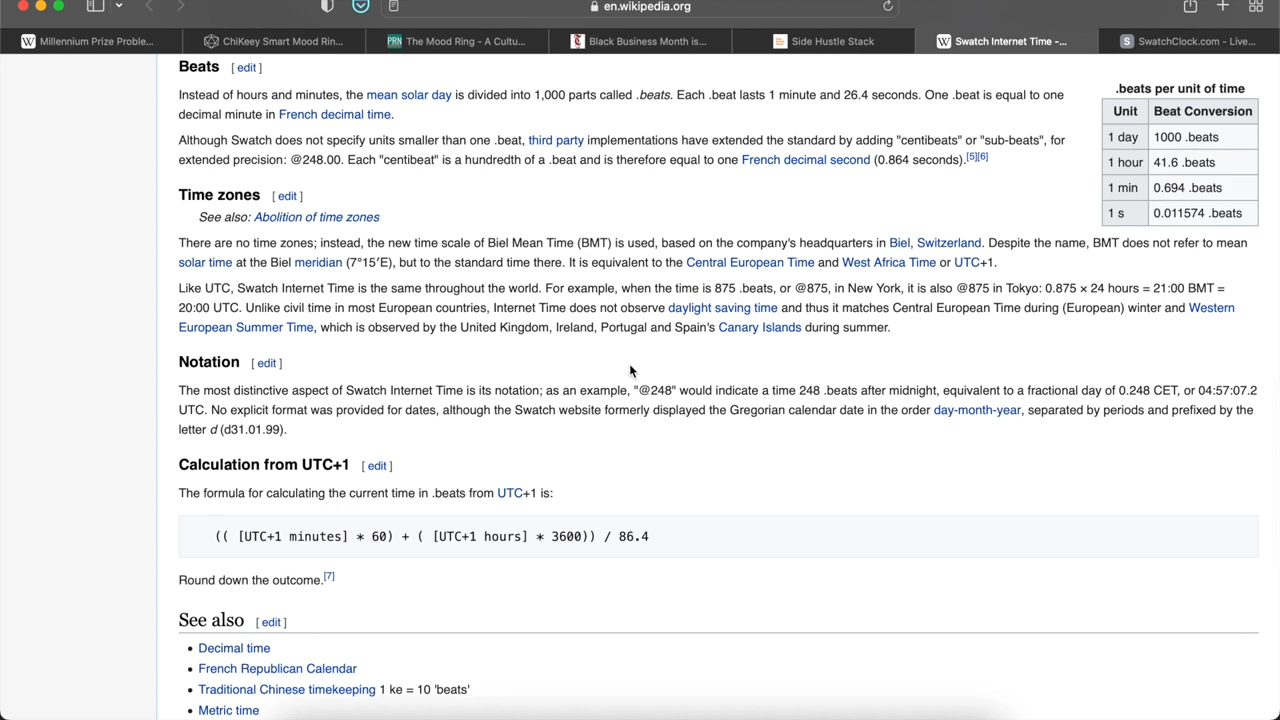 en.wikipedia.org
Millennium Prize Proble...
ChiKey Smart Mood Rin...
PRN The Mood Ring - A Cultu...
Black Business Month is...
Side Hustle Stack
W Swatch Internet Time -...
S SwatchClock.com - Live...
Beats [ edit ]
Instead of hours and minutes, the mean solar day is divided into 1,000 parts called .beats. Each .beat lasts 1 minute and 26.4 seconds. One .beat is equal to one
decimal minute in French decimal time.
Although Swatch does not specify units smaller than one .beat, third party implementations have extended the standard by adding "centibeats" or "sub-beats", for
extended precision: @248.00. Each "centibeat" is a hundredth of a .beat and is therefore equal to one French decimal second (0.864 seconds).[5][6]
.beats per unit of time
Unit Beat Conversion
1 day 1000 .beats
1 hour 41.6 .beats
1 min 0.694 .beats
1 s 0.011574 .beats
Time zones [ edit ]
See also: Abolition of time zones
There are no time zones; instead, the new time scale of Biel Mean Time (BMT) is used, based on the company's headquarters in Biel, Switzerland. Despite the name, BMT does not refer to mean
solar time at the Biel meridian (7°15′E), but to the standard time there. It is equivalent to the Central European Time and West Africa Time or UTC+1.
Like UTC, Swatch Internet Time is the same throughout the world. For example, when the time is 875 .beats, or @875, in New York, it is also @875 in Tokyo: 0.875 × 24 hours = 21:00 BMT =
20:00 UTC. Unlike civil time in most European countries, Internet Time does not observe daylight saving time and thus it matches Central European Time during (European) winter and Western
European Summer Time, which is observed by the United Kingdom, Ireland, Portugal and Spain's Canary Islands during summer.
Notation [ edit ]
The most distinctive aspect of Swatch Internet Time is its notation; as an example, "@248" would indicate a time 248 .beats after midnight, equivalent to a fractional day of 0.248 CET, or 04:57:07.2
UTC. No explicit format was provided for dates, although the Swatch website formerly displayed the Gregorian calendar date in the order day-month-year, separated by periods and prefixed by the
letter d (d31.01.99).
Calculation from UTC+1 [ edit ]
The formula for calculating the current time in .beats from UTC+1 is:
(( [UTC+1 minutes] * 60) + ( [UTC+1 hours] * 3600)) / 86.4
Round down the outcome.[7]
See also [ edit ]
Decimal time
French Republican Calendar
Traditional Chinese timekeeping 1 ke = 10 'beats'
Metric time